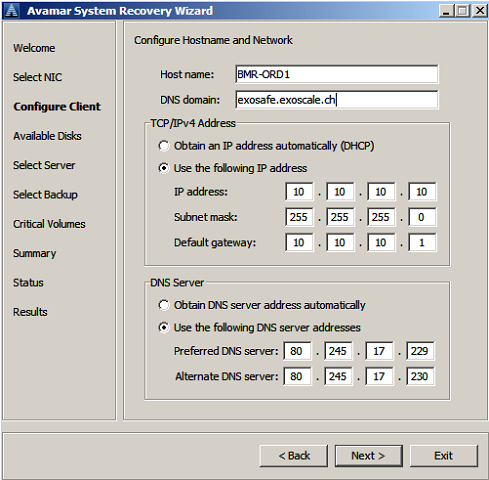 Avamar System Recovery Wizard
Welcome
Select NIC
Configure Client
Available Disks
Select Server
Select Backup
Critical Volumes
Summary
Status
Results
Configure Hostname and Network
Host name: BMR-ORD1
DNS domain: exosafe.exoscale.ch
TCP/IPv4 Address
Obtain an IP address automatically (DHCP)
Use the following IP address
IP address: 10 . 10 . 10 . 10
Subnet mask: 255 . 255 . 255 . 0
Default gateway: 10 . 10 . 10 . 1
DNS Server
Obtain DNS server address automatically
Use the following DNS server addresses
Preferred DNS server: 80 . 245 . 17 . 229
Alternate DNS server: 80 . 245 . 17 . 230
< Back
Next >
Exit